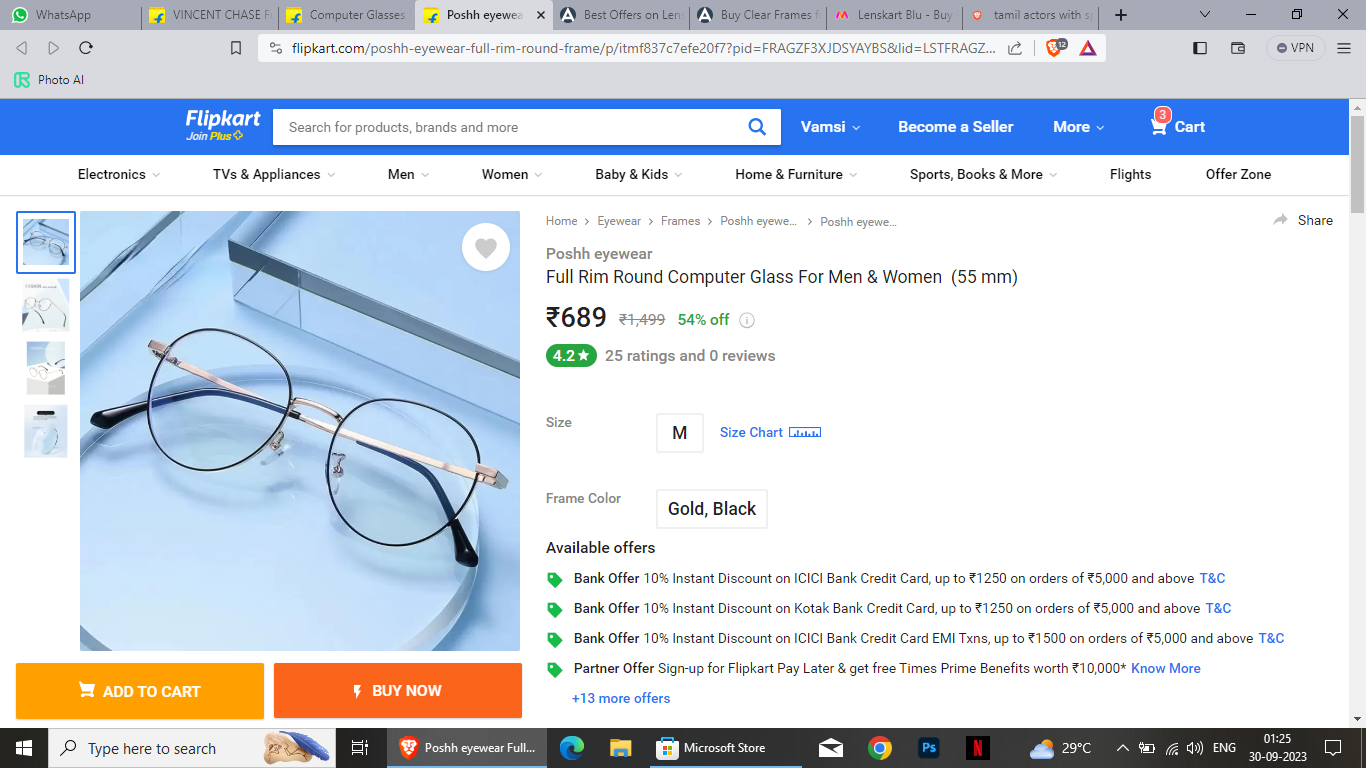 WhatsApp
VINCENT CHASE Fu
Computer Glasses
Poshh eyewea
Best Offers on Len
Buy Clear Frames f
Lenskart Blu - Buy
tamil actors with sp
flipkart.com/poshh-eyewear-full-rim-round-frame/p/itmf837c7efe20f7?pid=FRAGZF3XJDSYAYBS&lid=LSTFRAGZ...
12
VPN
Photo AI
Flipkart
Join Plus
Search for products, brands and more
Vamsi
Become a Seller
More
3
Cart
Electronics
TVs & Appliances
Men
Women
Baby & Kids
Home & Furniture
Sports, Books & More
Flights
Offer Zone
Home
Eyewear
Frames
Poshh eyewe...
Poshh eyewe...
Share
Poshh eyewear
Full Rim Round Computer Glass For Men & Women (55 mm)
₹689 ₹1,499 54% off
4.2 25 ratings and 0 reviews
Size M Size Chart
Frame Color Gold, Black
Available offers
Bank Offer 10% Instant Discount on ICICI Bank Credit Card, up to ₹1250 on orders of ₹5,000 and above T&C
Bank Offer 10% Instant Discount on Kotak Bank Credit Card, up to ₹1250 on orders of ₹5,000 and above T&C
Bank Offer 10% Instant Discount on ICICI Bank Credit Card EMI Txns, up to ₹1500 on orders of ₹5,000 and above T&C
Partner Offer Sign-up for Flipkart Pay Later & get free Times Prime Benefits worth ₹10,000* Know More
+13 more offers
ADD TO CART
BUY NOW
Type here to search
Poshh eyewear Full...
Microsoft Store
Ps
N
29°C
ENG
01:25
30-09-2023